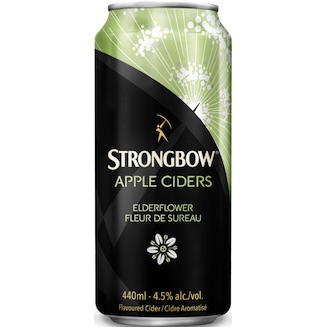 STRONGBOW
APPLE CIDERS
ELDERFLOWER
FLEUR DE SUREAU
440ml - 4.5% alc./vol.
Flavoured Cider / Cidre Aromatisé